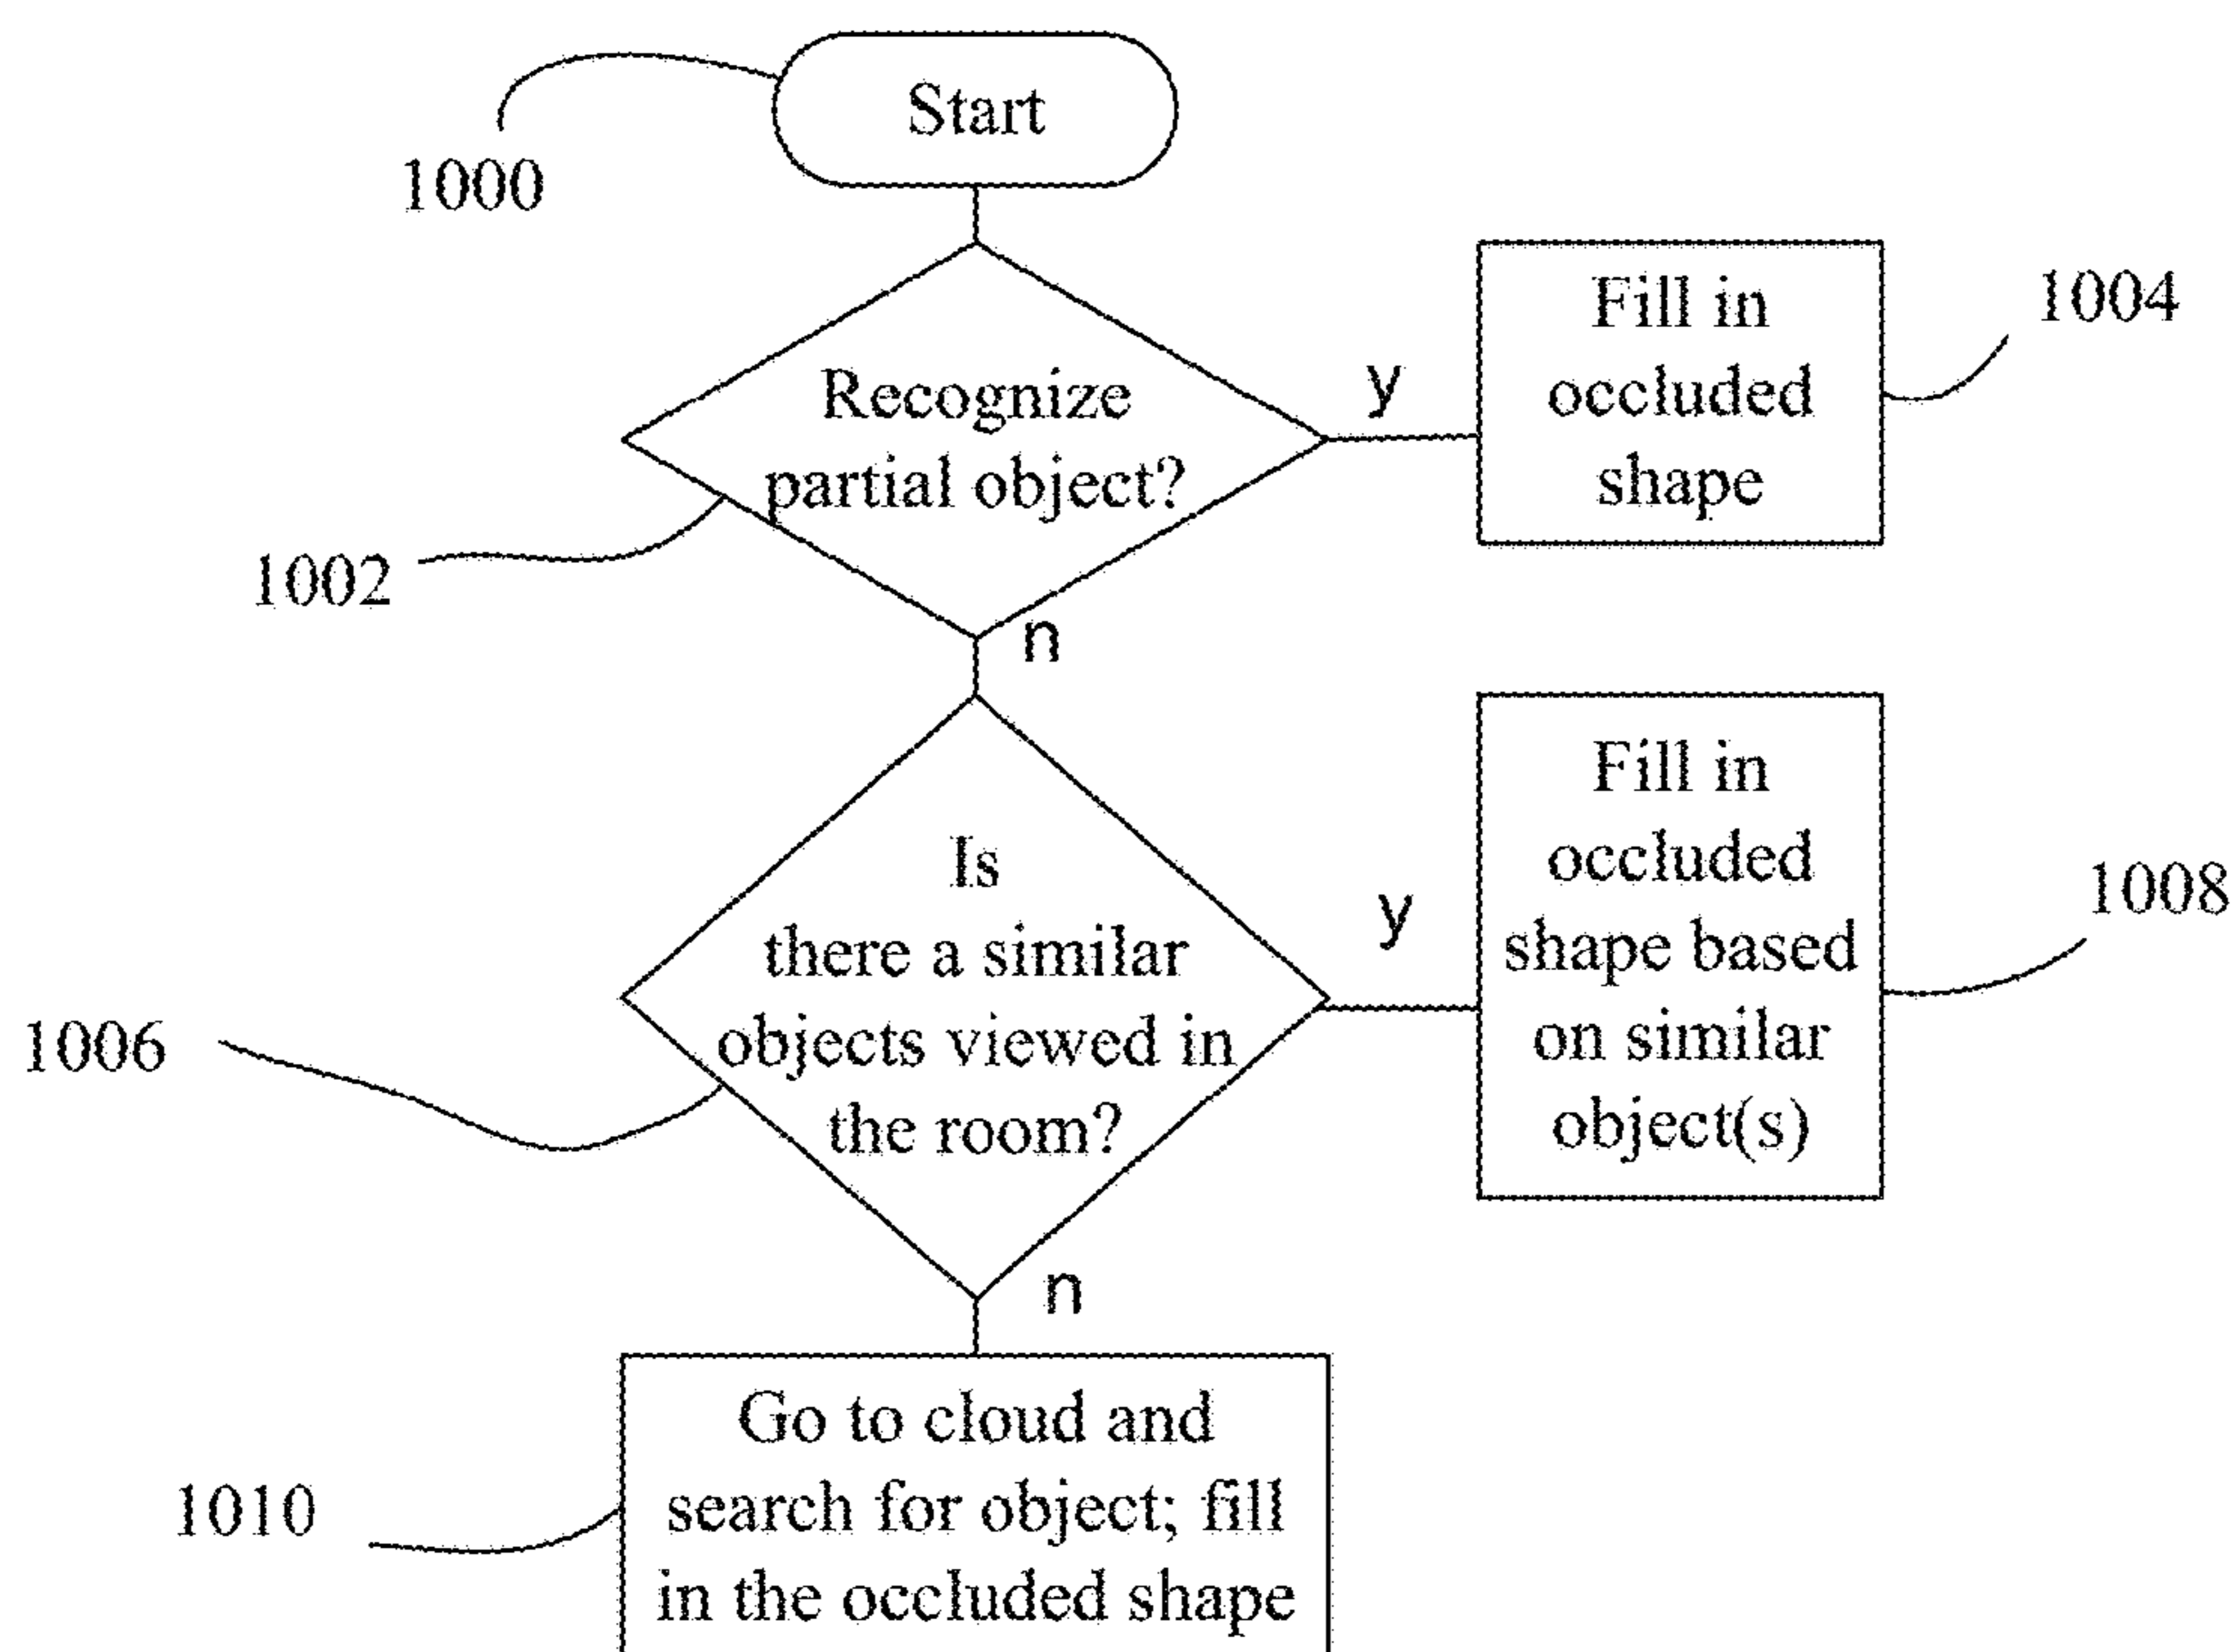 Start
1000
Fill in
occluded
shape
1004
Recognize
partial object?
y
1002
n
Is
there a similar
objects viewed in
the room?
y
Fill in
occluded
shape based
on similar
object(s)
1008
1006
n
Go to cloud and
search for object; fill
in the occluded shape
1010